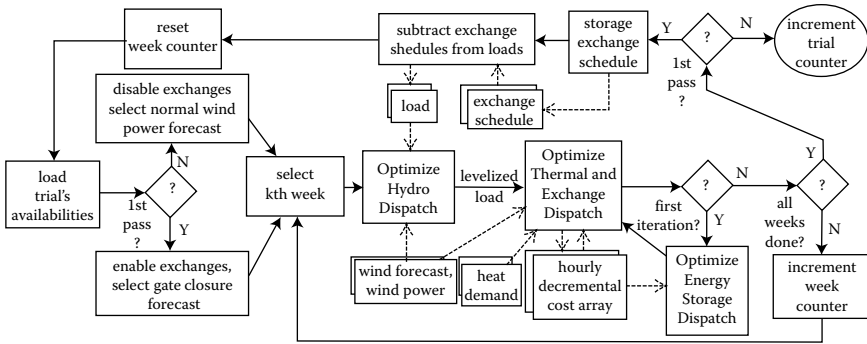 reset
week counter
subtract exchange
shedules from loads
storage
exchange
schedule
Y
?
N
increment
trial
counter
1st
pass
?
disable exchanges
select normal wind
power forecast
load
exchange
schedule
load
trial's
availabilities
N
?
1st
pass
?
Y
select
kth week
Optimize
Hydro
Dispatch
levelized
load
Optimize
Thermal and
Exchange
Dispatch
?
N
first
iteration?
Y
Y
?
all
weeks
done?
N
enable exchanges,
select gate closure
forecast
wind forecast,
wind power
heat
demand
hourly
decremental
cost array
Optimize
Energy
Storage
Dispatch
increment
week
counter